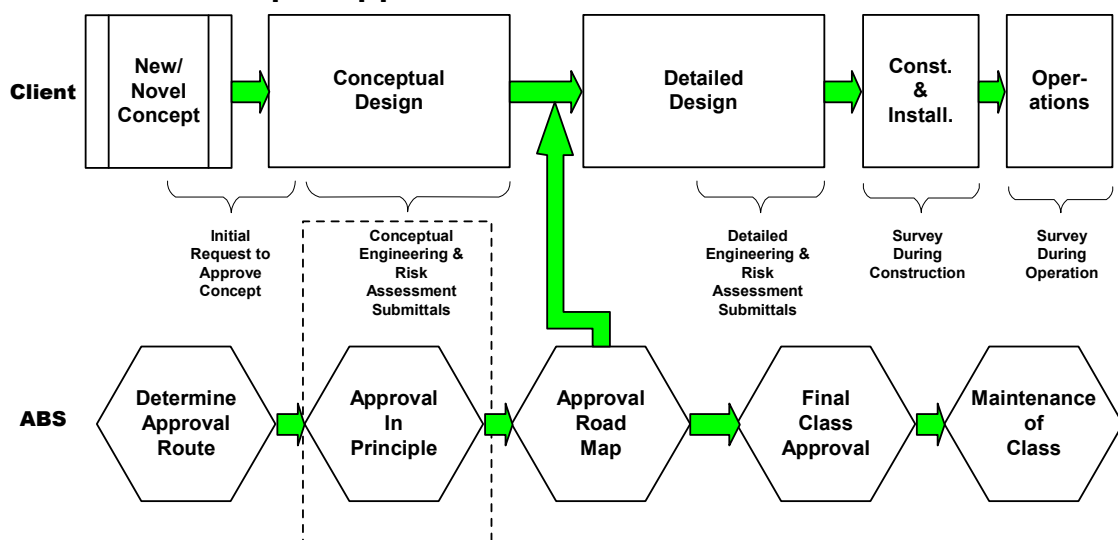 Client
New/
Novel
Concept
Conceptual
Design
Detailed
Design
Const.
&
Install.
Oper-
ations
Initial
Request to
Approve
Concept
Conceptual
Engineering &
Risk
Assessment
Submittals
Detailed
Engineering &
Risk
Assessment
Submittals
Survey
During
Construction
Survey
During
Operation
ABS
Determine
Approval
Route
Approval
In
Principle
Approval
Road
Map
Final
Class
Approval
Maintenance
of
Class